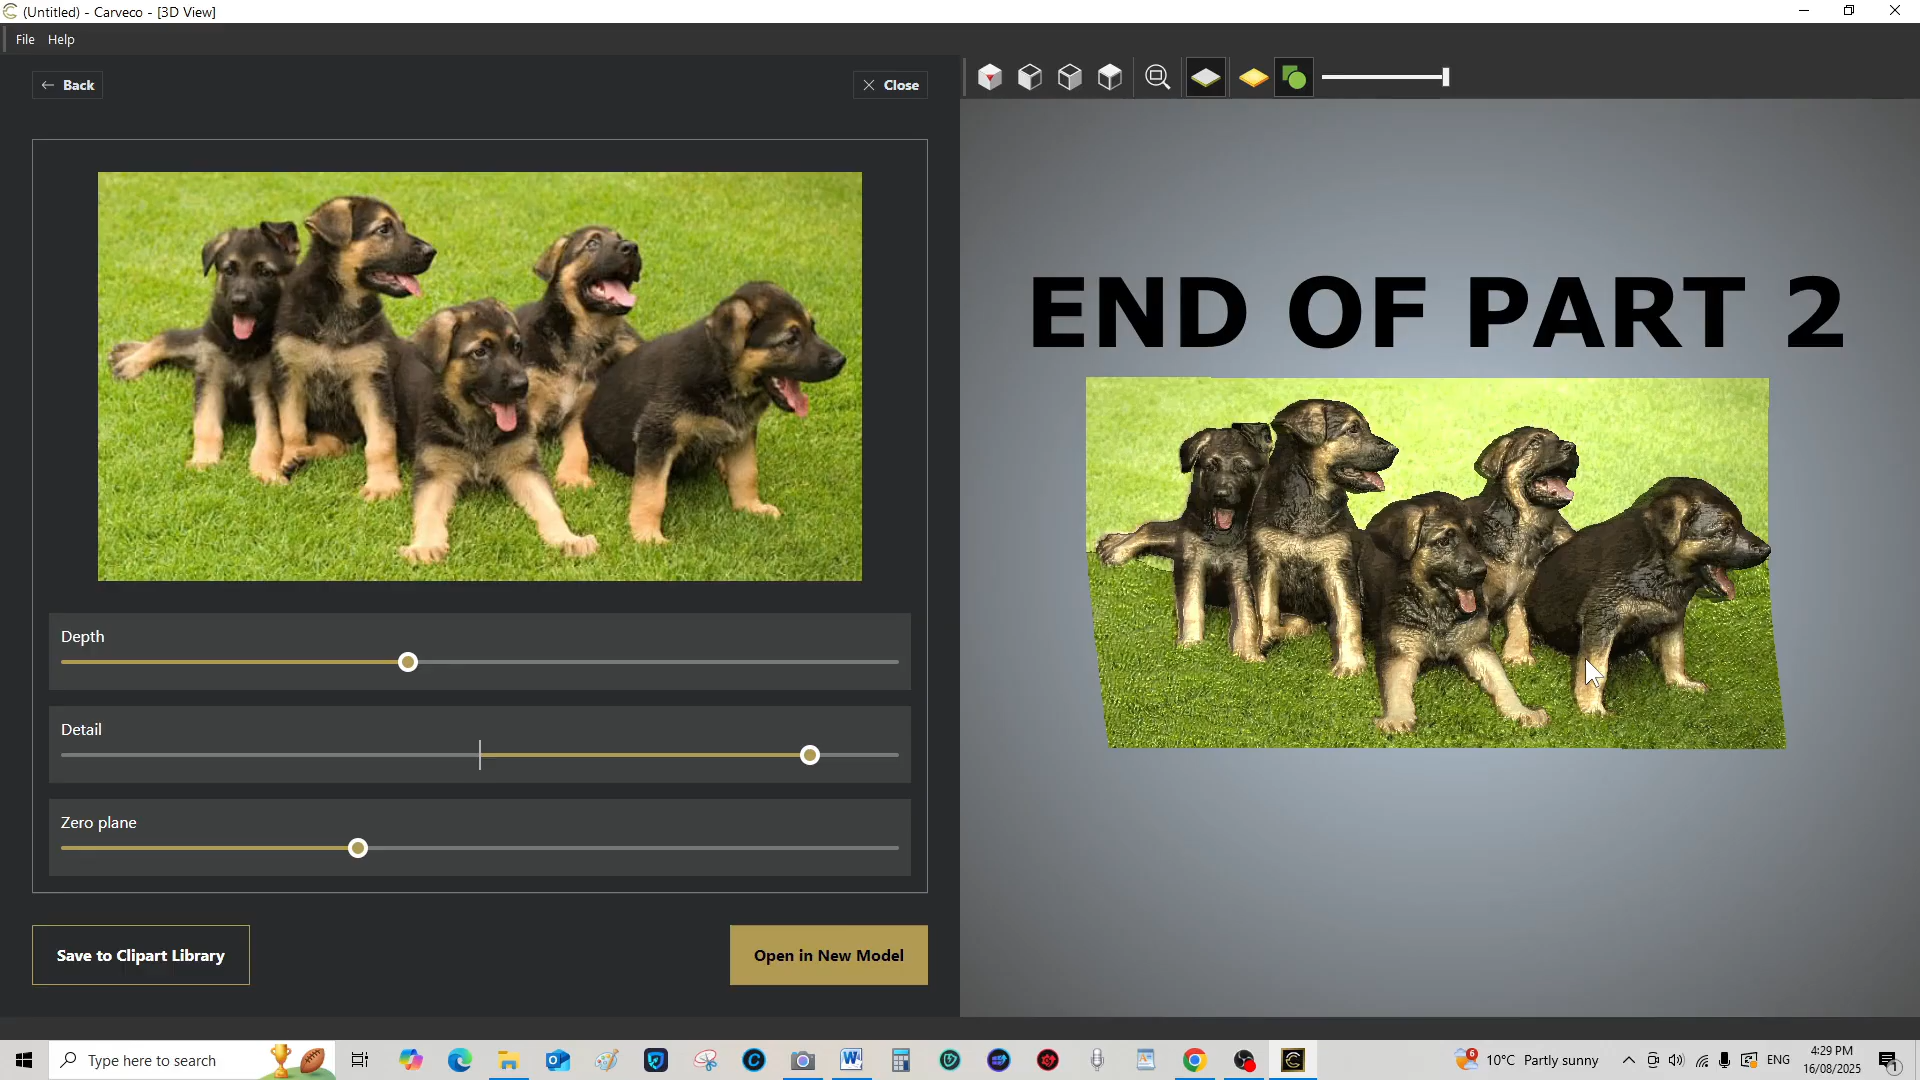 (Untitled) - Carveco - [3D View]
File Help
← Back
× Close
END OF PART 2
Depth
Detail
Zero plane
Save to Clipart Library
Open in New Model
Type here to search
6
10°C Partly sunny
ENG
4:29 PM
16/08/2025
1